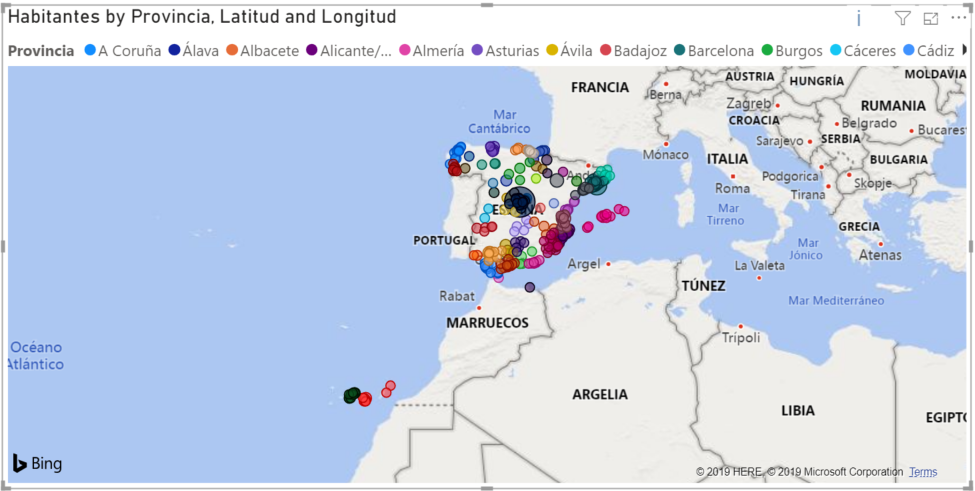 Habitantes by Provincia, Latitud and Longitud
Provincia A Coruña Álava Albacete Alicante/... Almería Asturias Ávila Badajoz Barcelona Burgos Cáceres Cádiz
FRANCIA
Berna
AUSTRIA
HUNGRÍA
MOLDAVIA
Mar
Cantábrico
Zagreb
CROACIA
RUMANIA
Belgrado
Bucares
Sarajevo
SERBIA
Mónaco
ITALIA
BULGARIA
Podgorica
Skopje
Roma
Tirana
Mar
Tirreno
GRECIA
PORTUGAL
Mar
Jónico
Atenas
Argel
La Valeta
TÚNEZ
Rabat
Mar Mediterráneo
MARRUECOS
Trípoli
Océano
Atlántico
ARGELIA
LIBIA
EGIPT
Bing
© 2019 HERE, © 2019 Microsoft Corporation Terms